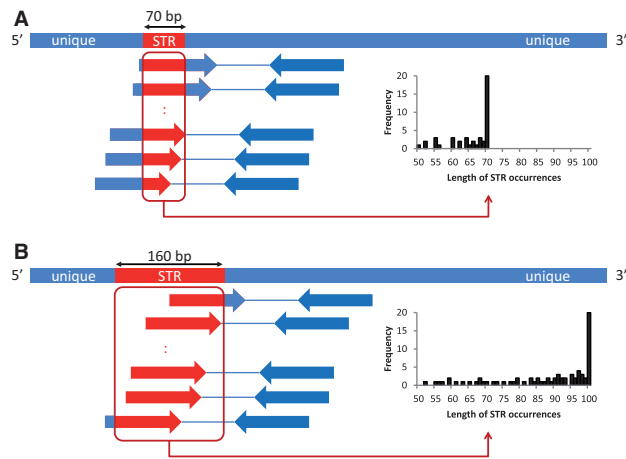 A
70 bp
5′ unique STR unique 3′
:
20
15
10
5
0
Frequency
50 55 60 65 70 75 80 85 90 95 100
Length of STR occurrences
B
160 bp
5′ unique STR unique 3′
:
20
15
10
5
0
Frequency
50 55 60 65 70 75 80 85 90 95 100
Length of STR occurrences